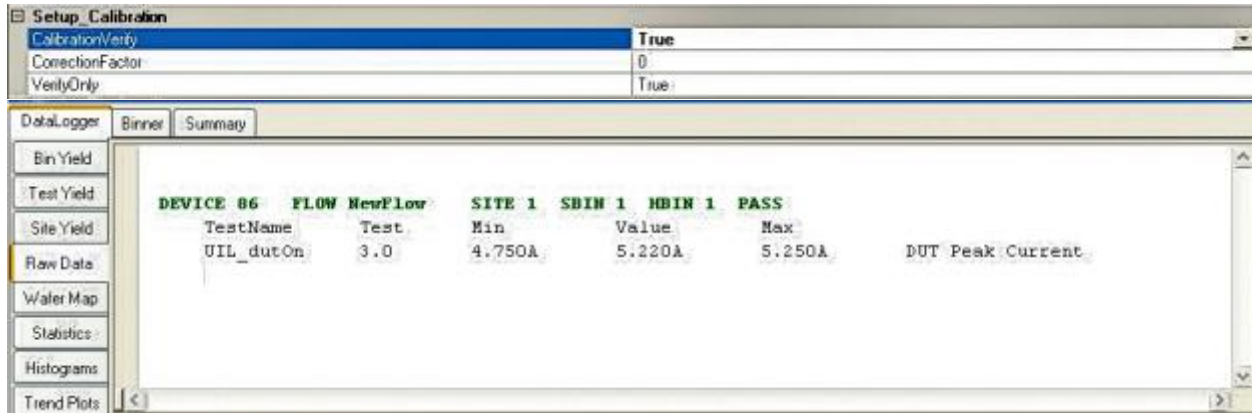 Setup_Calibration
CalibrationVerify True
CorrectionFactor 0
VerifyOnly True
DataLogger Binner Summary
Bin Yield
Test Yield
DEVICE 86 FLOW NewFlow SITE 1 SBIN 1 HBIN 1 PASS
Site Yield
TestName Test Min Value Max
UIL_dutOn 3.0 4.750A 5.220A 5.250A DUT Peak Current
Raw Data
Wafer Map
Statistics
Histograms
Trend Plots